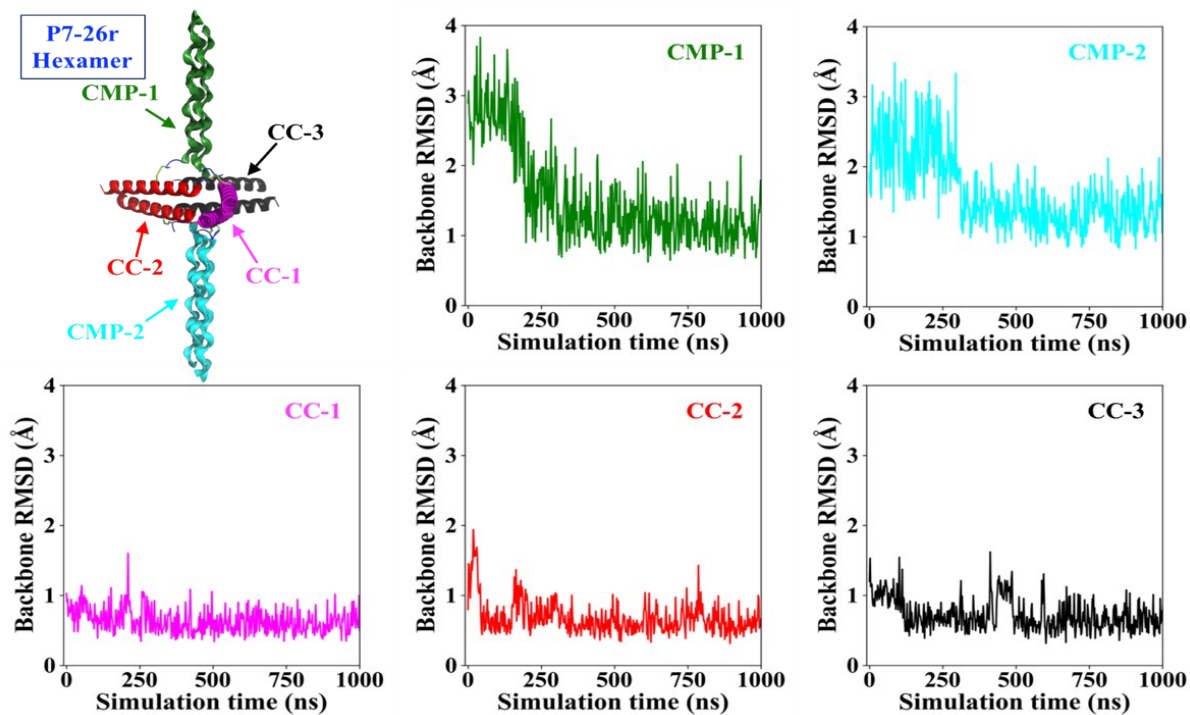 P7-26r
Hexamer
CMP-1
CC-3
CC-2
CC-1
CMP-2
Backbone RMSD (Å)
4
3
2
1
0
CMP-1
0 250 500 750 1000
Simulation time (ns)
Backbone RMSD (Å)
4
3
2
1
0
CMP-2
0 250 500 750 1000
Simulation time (ns)
Backbone RMSD (Å)
4
3
2
1
0
CC-1
0 250 500 750 1000
Simulation time (ns)
Backbone RMSD (Å)
4
3
2
1
0
CC-2
0 250 500 750 1000
Simulation time (ns)
Backbone RMSD (Å)
4
3
2
1
0
CC-3
0 250 500 750 1000
Simulation time (ns)